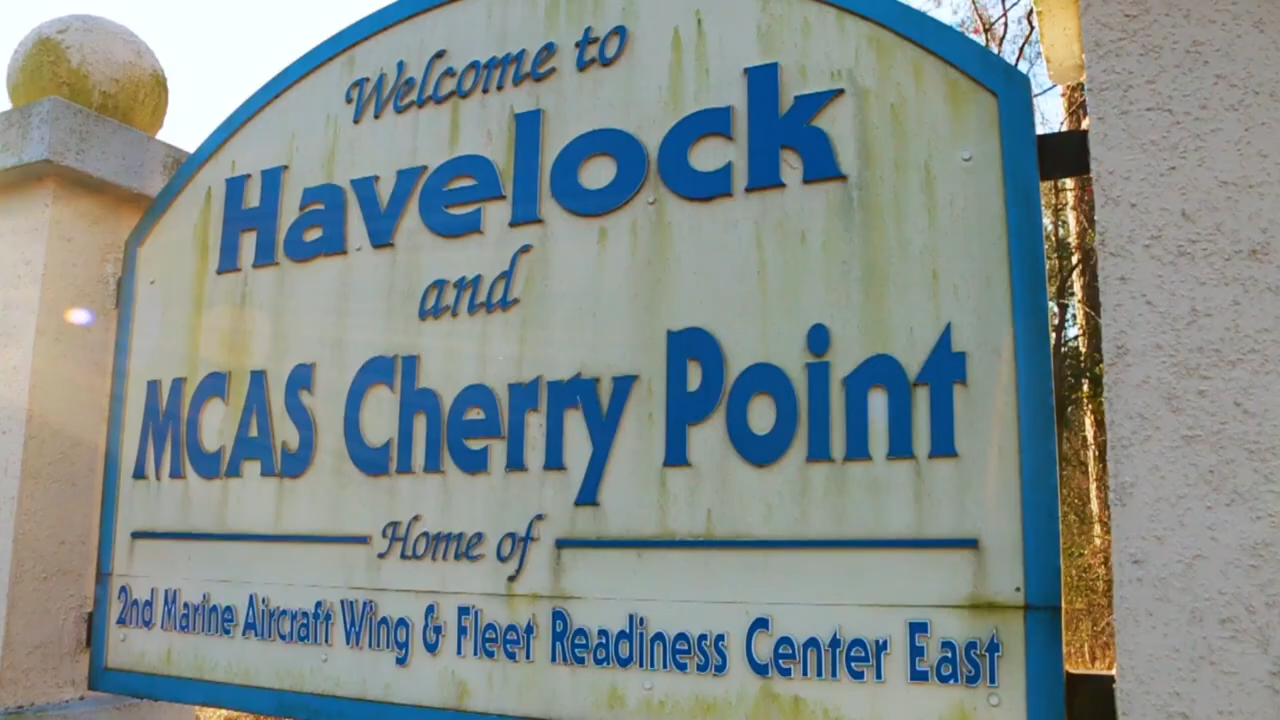 Welcome to
Havelock
and
MCAS Cherry Point
Home of
2nd Marine Aircraft Wing & Fleet Readiness Center East